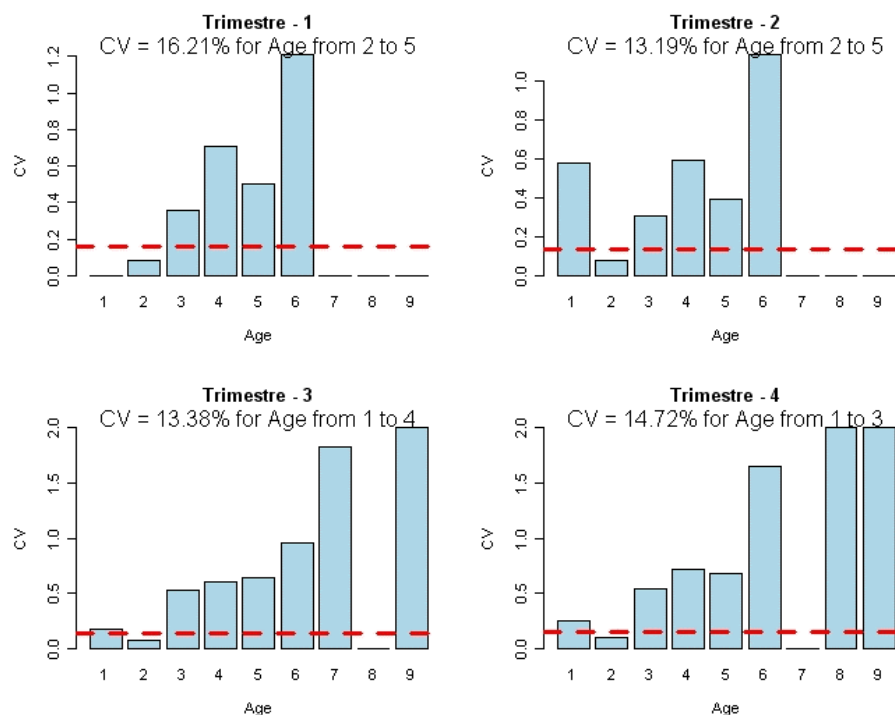 Trimestre - 1
CV = 16.21% for Age from 2 to 5
CV
1.2
1.0
0.8
0.6
0.4
0.2
0.0
1 2 3 4 5 6 7 8 9
Age
Trimestre - 2
CV = 13.19% for Age from 2 to 5
CV
1.0
0.8
0.6
0.4
0.2
0.0
1 2 3 4 5 6 7 8 9
Age
Trimestre - 3
CV = 13.38% for Age from 1 to 4
CV
2.0
1.5
1.0
0.5
0.0
1 2 3 4 5 6 7 8 9
Age
Trimestre - 4
CV = 14.72% for Age from 1 to 3
CV
2.0
1.5
1.0
0.5
0.0
1 2 3 4 5 6 7 8 9
Age